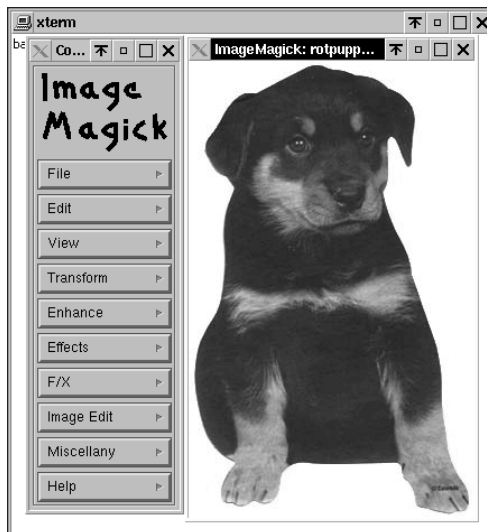 xterm
ba
Co...
ImageMagick: rotpupp...
Image
Magick
File
Edit
View
Transform
Enhance
Effects
F/X
Image Edit
Miscellany
Help